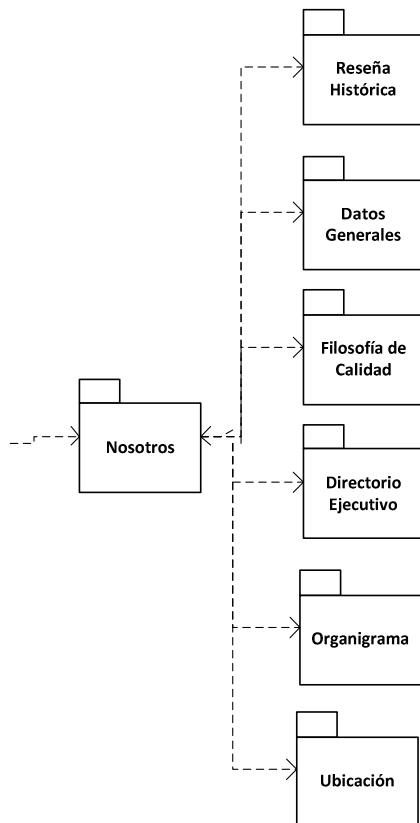 Reseña
Histórica
Datos
Generales
Filosofía de
Calidad
Nosotros
Directorio
Ejecutivo
Organigrama
Ubicación